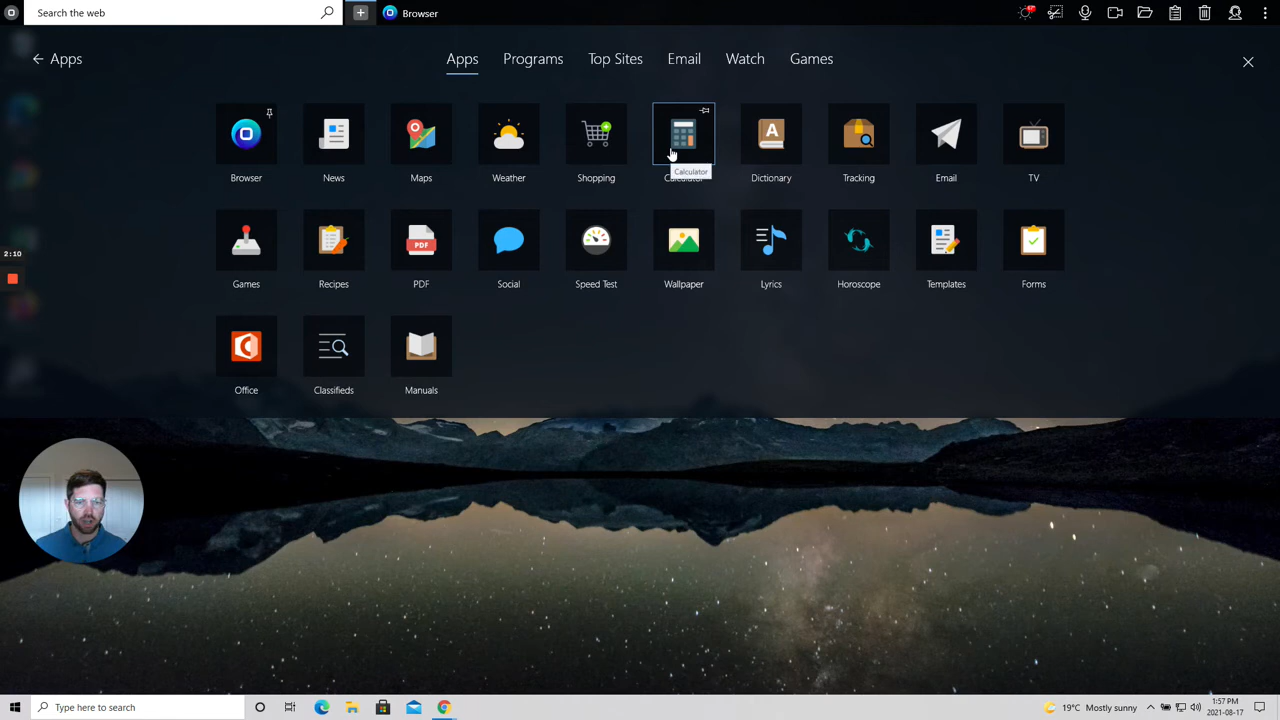 Search the web
Browser
Apps
Apps Programs Top Sites Email Watch Games
Browser News Maps Weather Shopping Calculator Dictionary Tracking Email TV
Calculator
2:10
Games Recipes PDF Social Speed Test Wallpaper Lyrics Horoscope Templates Forms
PDF
A
Office Classifieds Manuals
Type here to search
19°C Mostly sunny
1:57 PM
2021-08-17